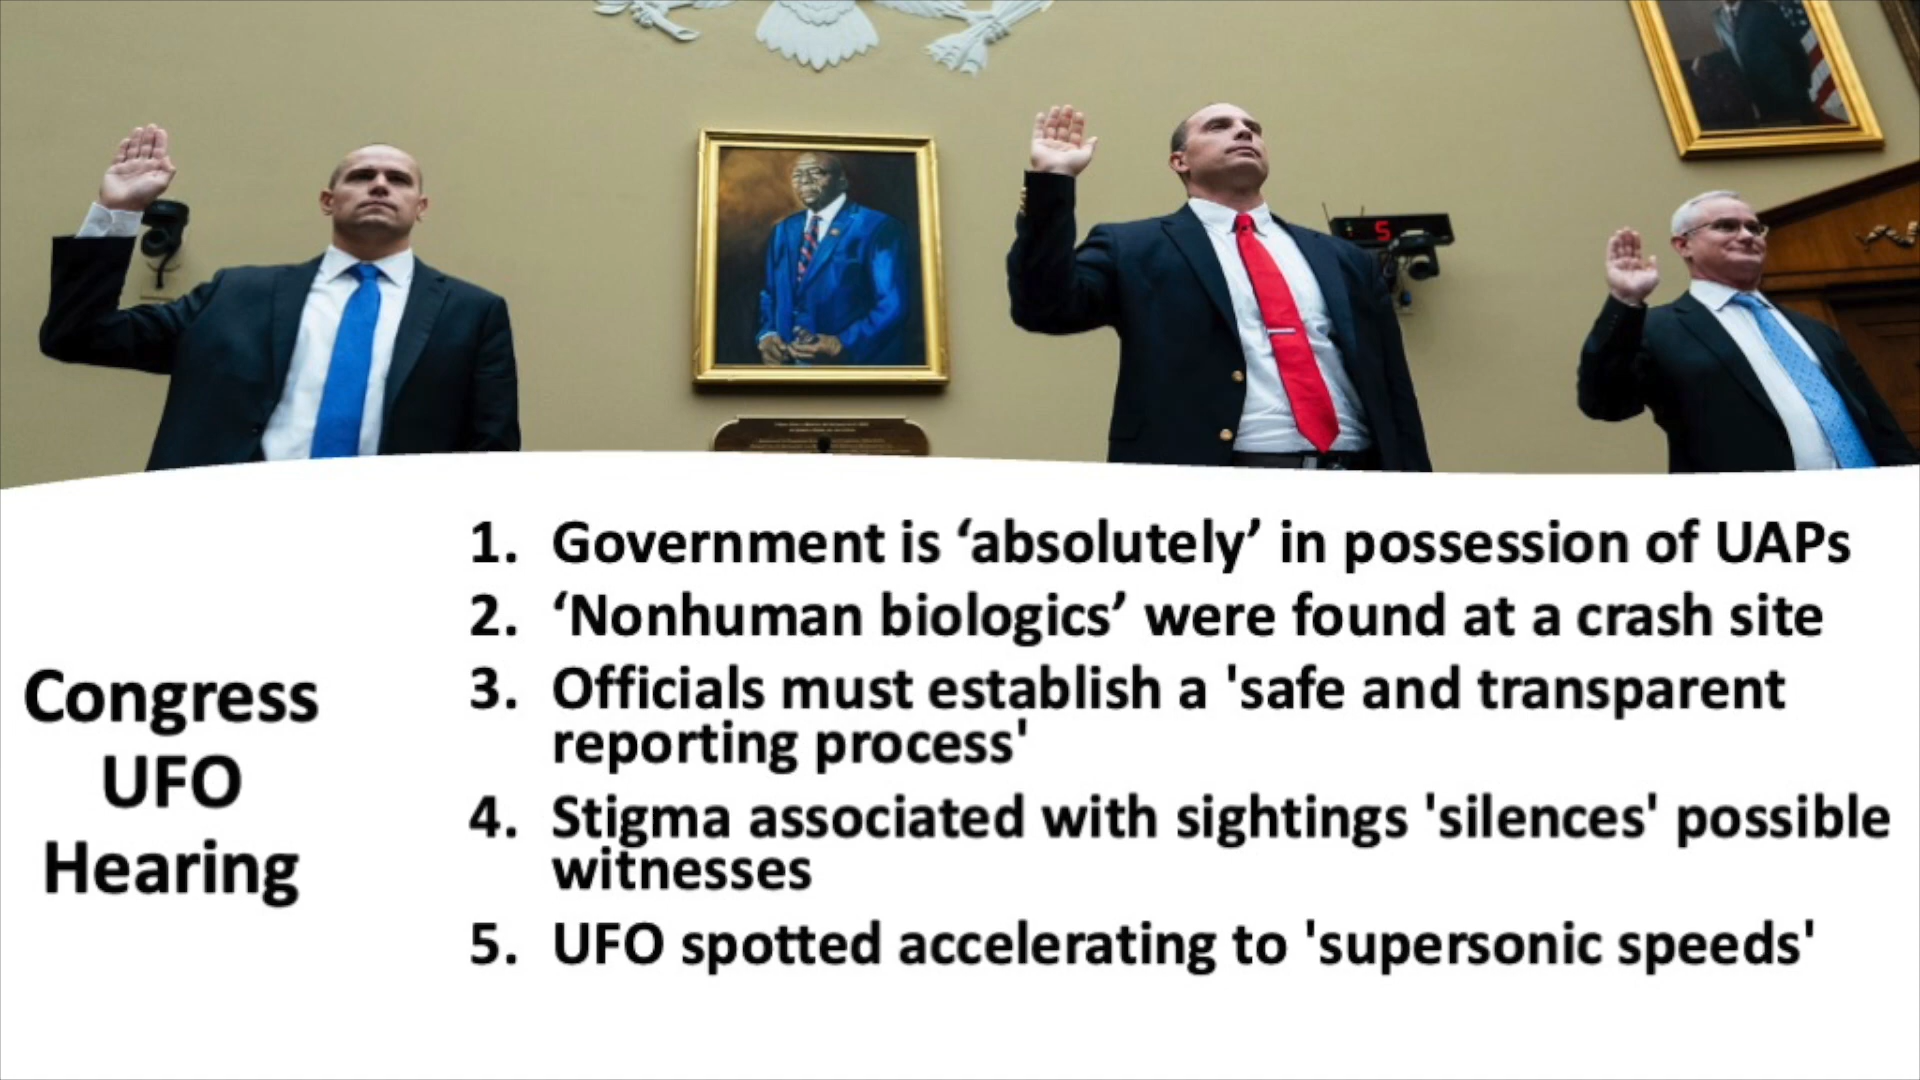 5
Congress
UFO
Hearing
1. Government is ‘absolutely’ in possession of UAPs
2. ‘Nonhuman biologics’ were found at a crash site
3. Officials must establish a 'safe and transparent
reporting process'
4. Stigma associated with sightings 'silences' possible
witnesses
5. UFO spotted accelerating to 'supersonic speeds'